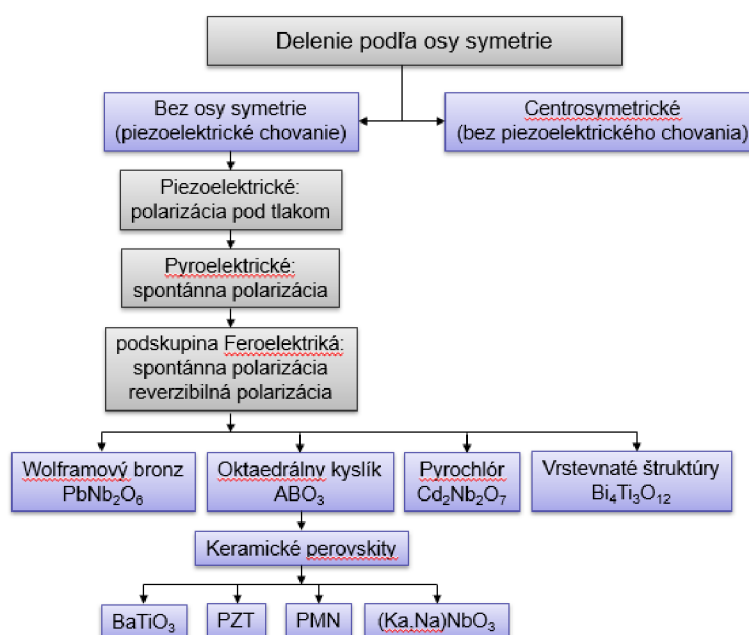 Delenie podľa osy symetrie
Bez osy symetrie
(piezoelektrické chovanie)
Centrosymetrické
(bez piezoelektrického chovania)
Piezoelektrické:
polarizácia pod tlakom
Pyroelektrické:
spontánna polarizácia
podskupina Feroelektriká:
spontánna polarizácia
reverzibilná polarizácia
Wolframový bronz
PbNb₂O₆
Oktaedrálny kyslík
ABO₃
Pyrochlór
Cd₂Nb₂O₇
Vrstevnaté štruktúry
Bi₄Ti₃O₁₂
Keramické perovskity
BaTiO₃
PZT
PMN
(Ka.Na)NbO₃